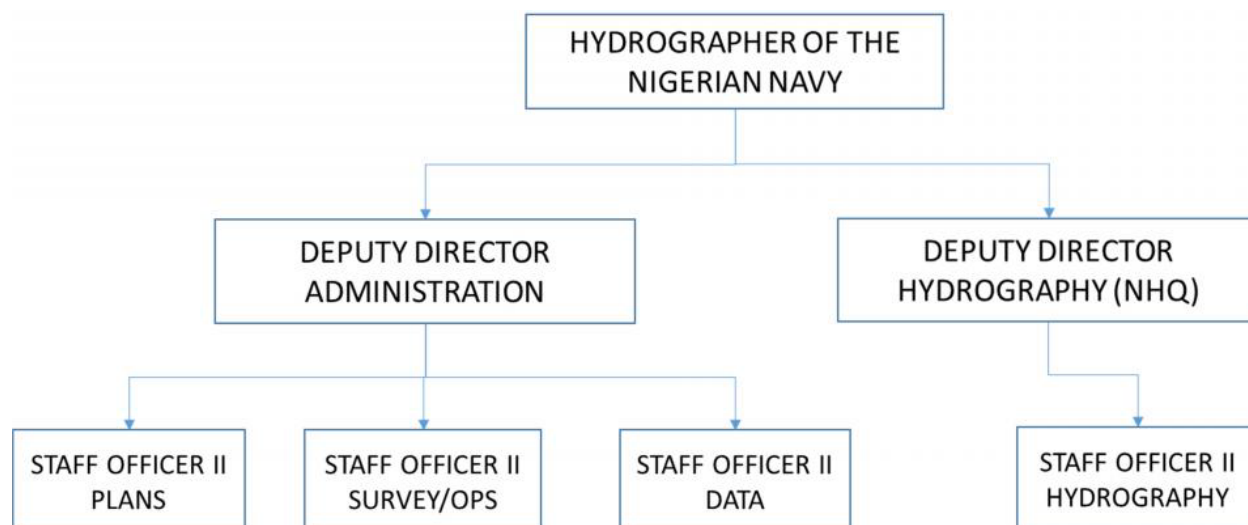 HYDROGRAPHER OF THE
NIGERIAN NAVY
DEPUTY DIRECTOR
ADMINISTRATION
DEPUTY DIRECTOR
HYDROGRAPHY (NHQ)
STAFF OFFICER II
PLANS
STAFF OFFICER II
SURVEY/OPS
STAFF OFFICER II
DATA
STAFF OFFICER II
HYDROGRAPHY